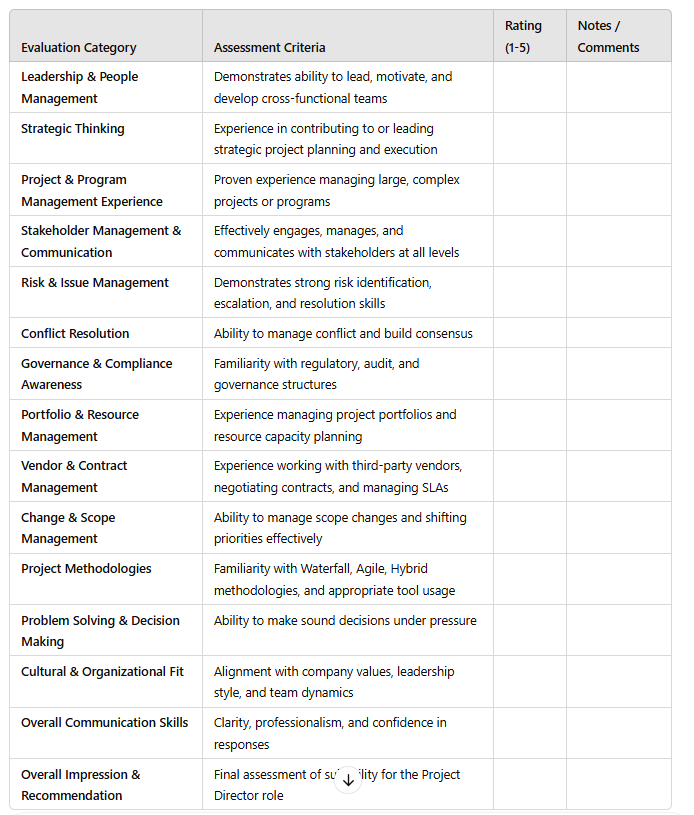 Evaluation Category
Assessment Criteria
Rating
(1-5)
Notes /
Comments
Leadership & People
Management
Demonstrates ability to lead, motivate, and
develop cross-functional teams
Strategic Thinking
Experience in contributing to or leading
strategic project planning and execution
Project & Program
Management Experience
Proven experience managing large, complex
projects or programs
Stakeholder Management &
Communication
Effectively engages, manages, and
communicates with stakeholders at all levels
Risk & Issue Management
Demonstrates strong risk identification,
escalation, and resolution skills
Conflict Resolution
Ability to manage conflict and build consensus
Governance & Compliance
Awareness
Familiarity with regulatory, audit, and
governance structures
Portfolio & Resource
Management
Experience managing project portfolios and
resource capacity planning
Vendor & Contract
Management
Experience working with third-party vendors,
negotiating contracts, and managing SLAs
Change & Scope
Management
Ability to manage scope changes and shifting
priorities effectively
Project Methodologies
Familiarity with Waterfall, Agile, Hybrid
methodologies, and appropriate tool usage
Problem Solving & Decision
Making
Ability to make sound decisions under pressure
Cultural & Organizational Fit
Alignment with company values, leadership
style, and team dynamics
Overall Communication Skills
Clarity, professionalism, and confidence in
responses
Overall Impression &
Recommendation
Final assessment of for the Project
Director role